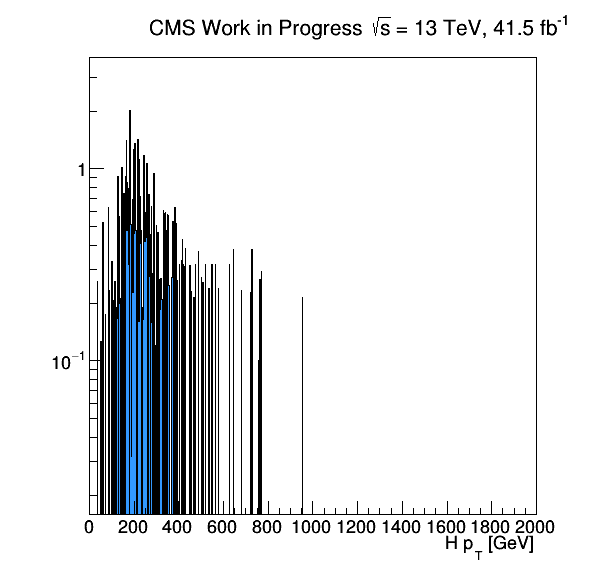 CMS Work in Progress √s = 13 TeV, 41.5 fb⁻¹
1
10⁻¹
0 200 400 600 800 1000 1200 1400 1600 1800 2000
H p_T [GeV]